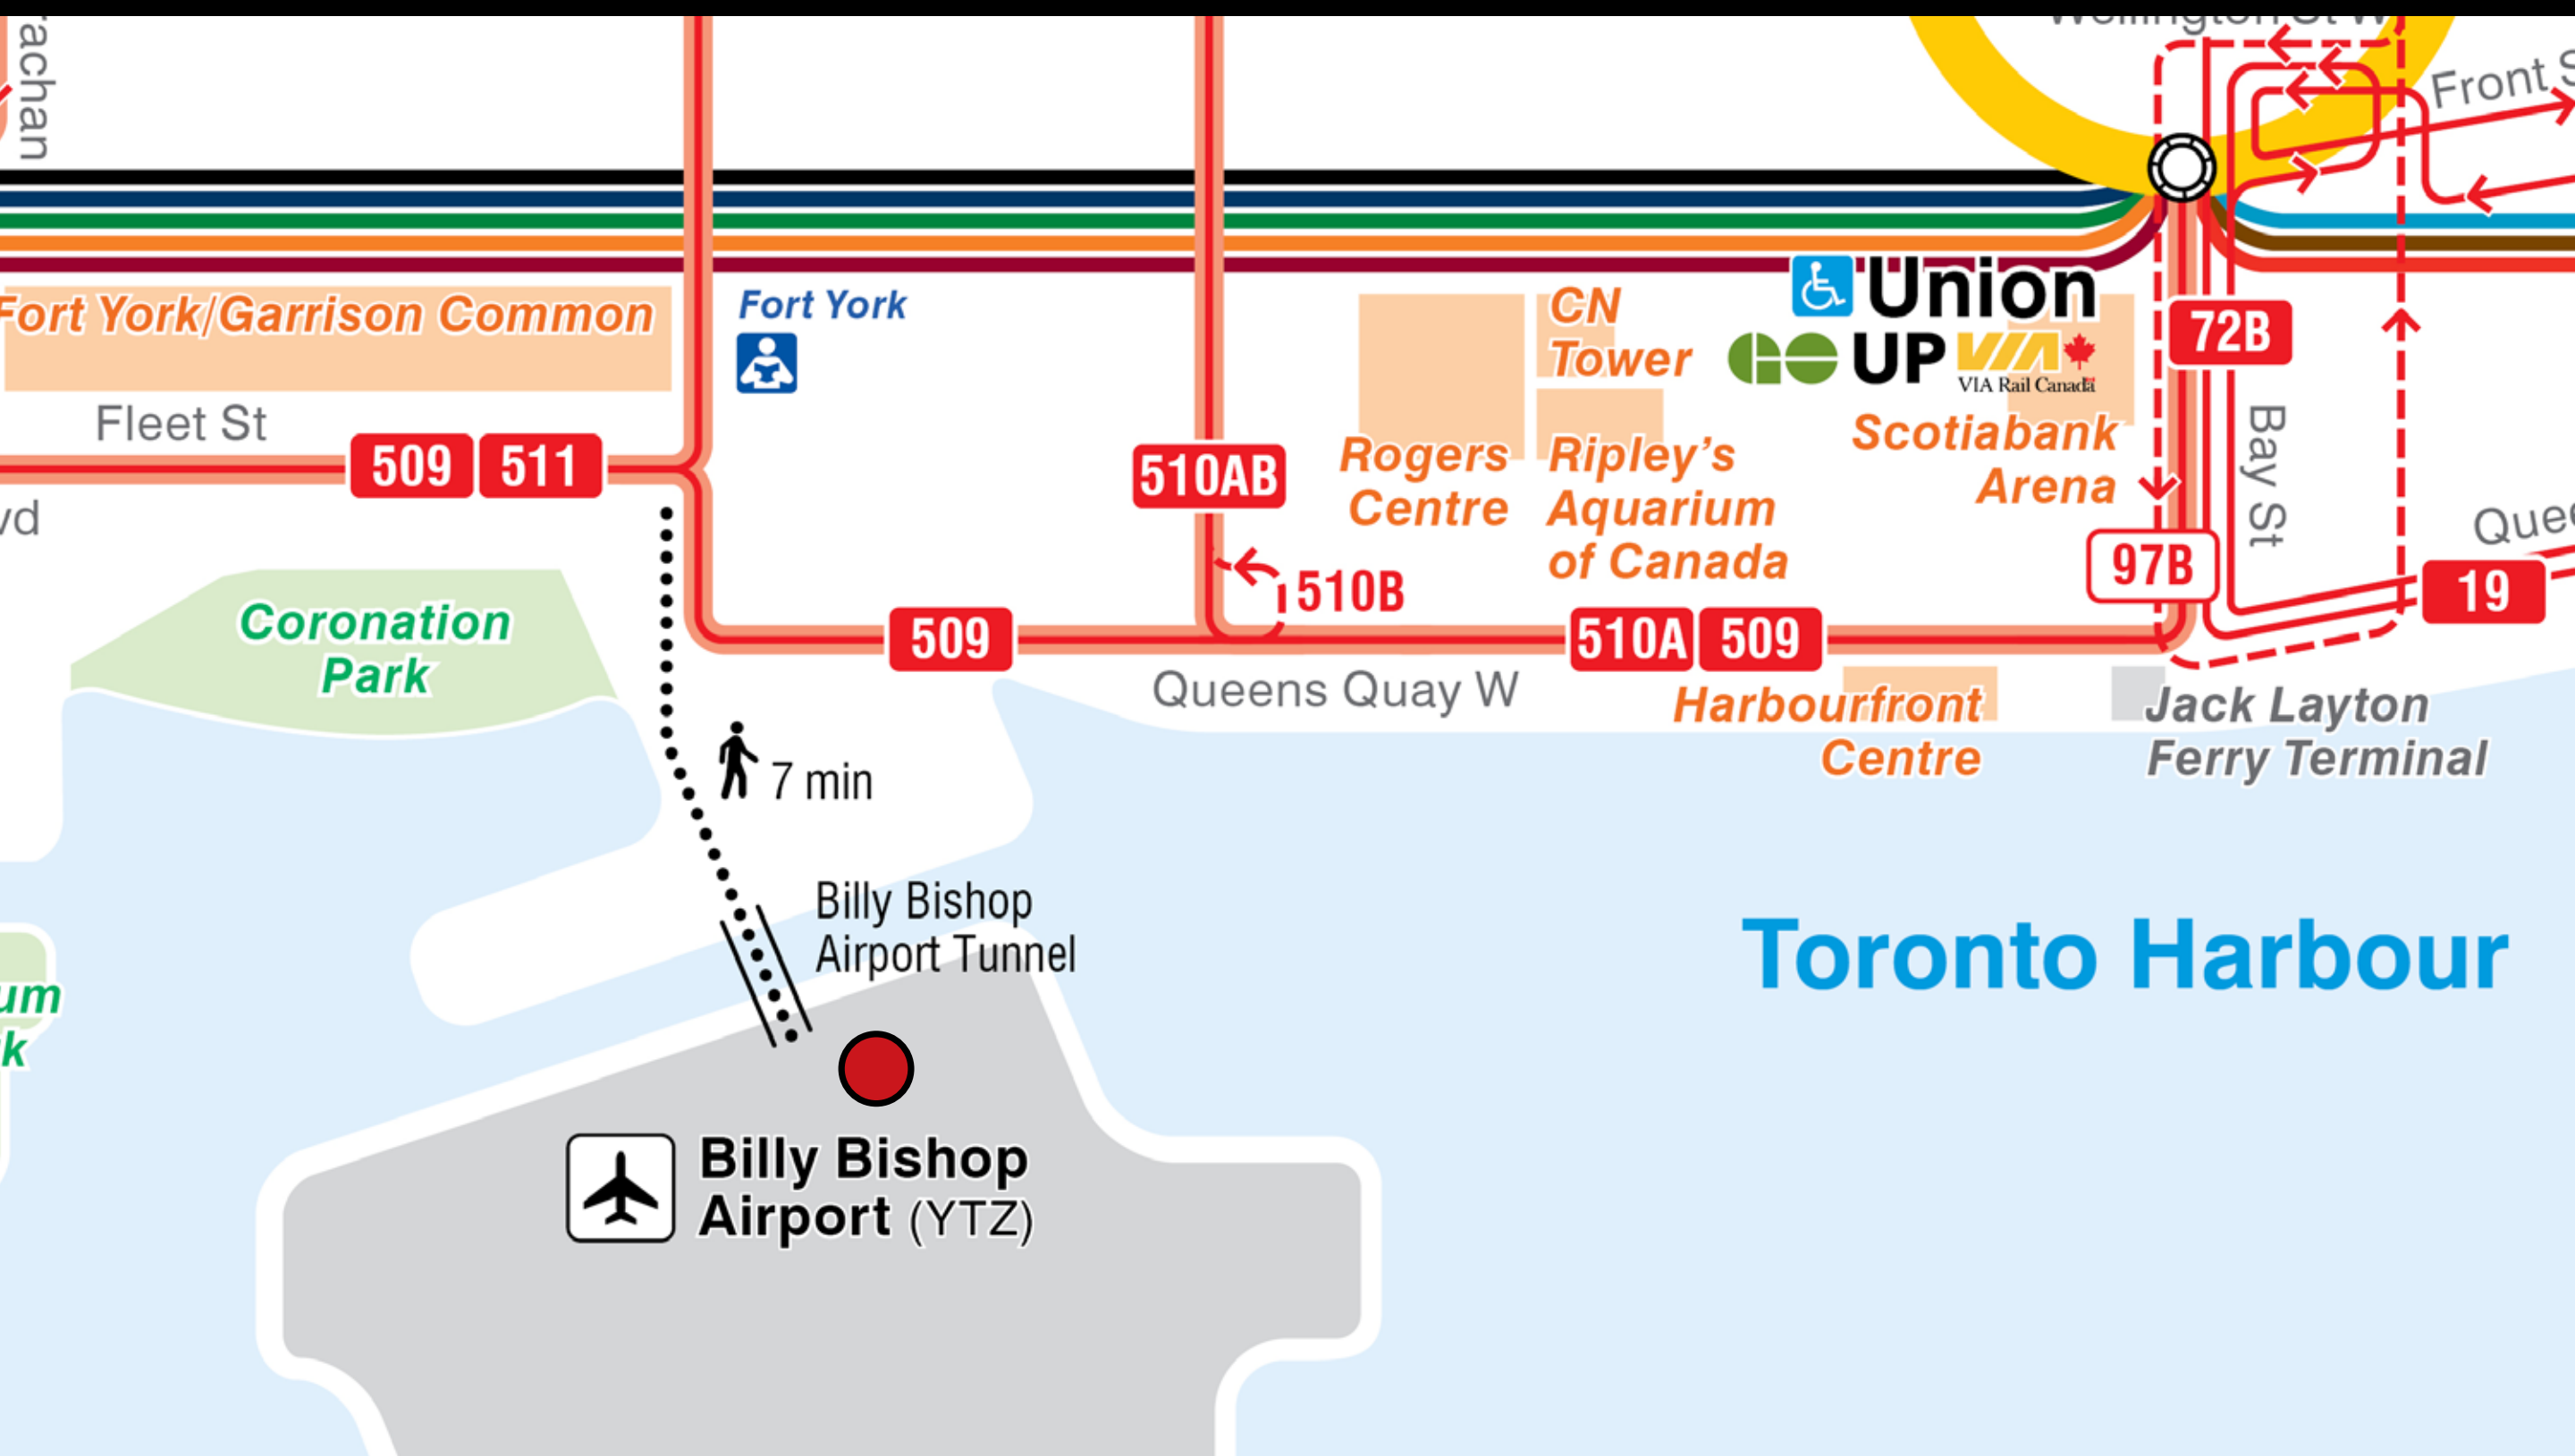 Wellington St W
Front
Fort York/Garrison Common
Fort York
CN
Tower
Union
UP VIA
VIA Rail Canada
72B
Fleet St
509 511
510AB
Rogers
Centre
Ripley's
Aquarium
of Canada
Scotiabank
Arena
Bay St
97B
19
510B
Coronation
Park
509
510A 509
Queens Quay W
Harbourfront
Centre
Jack Layton
Ferry Terminal
7 min
Billy Bishop
Airport Tunnel
Toronto Harbour
Billy Bishop
Airport (YTZ)
achan
vd
Quee
um
k